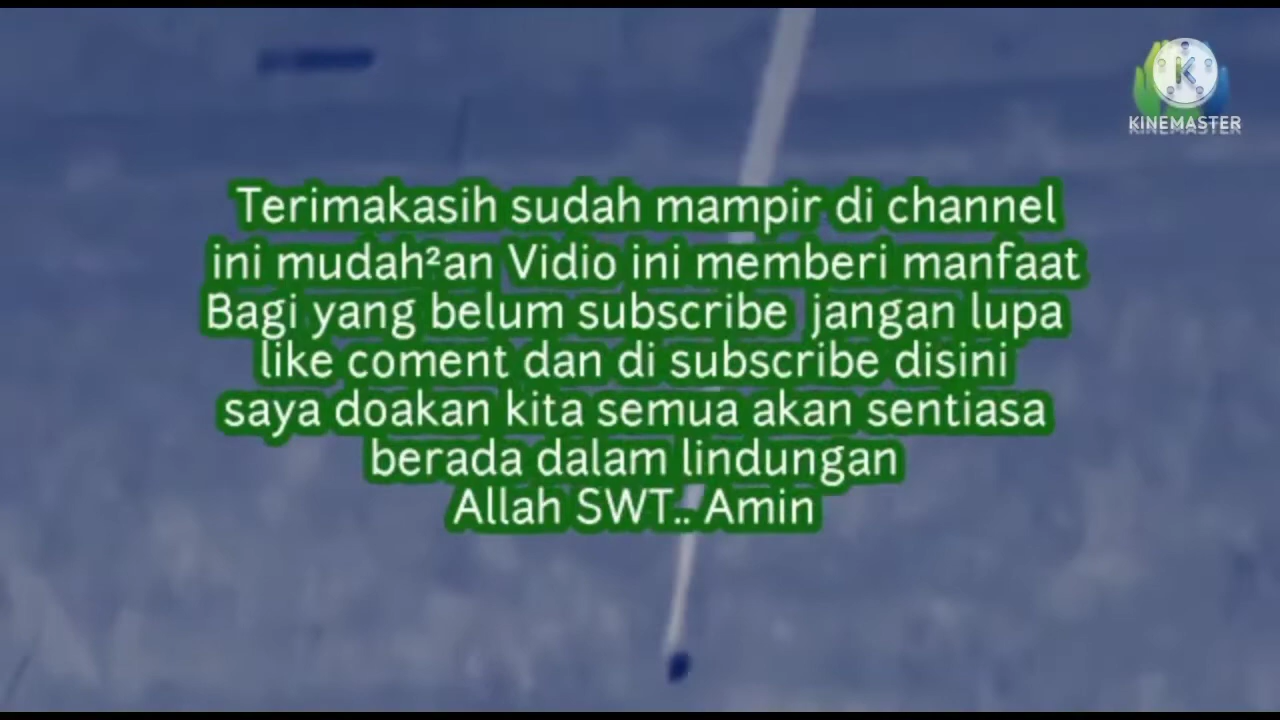 KINEMASTER
Terimakasih sudah mampir di channel
ini mudah²an Vidio ini memberi manfaat
Bagi yang belum subscribe jangan lupa
like coment dan di subscribe disini
saya doakan kita semua akan sentiasa
berada dalam lindungan
Allah SWT.. Amin